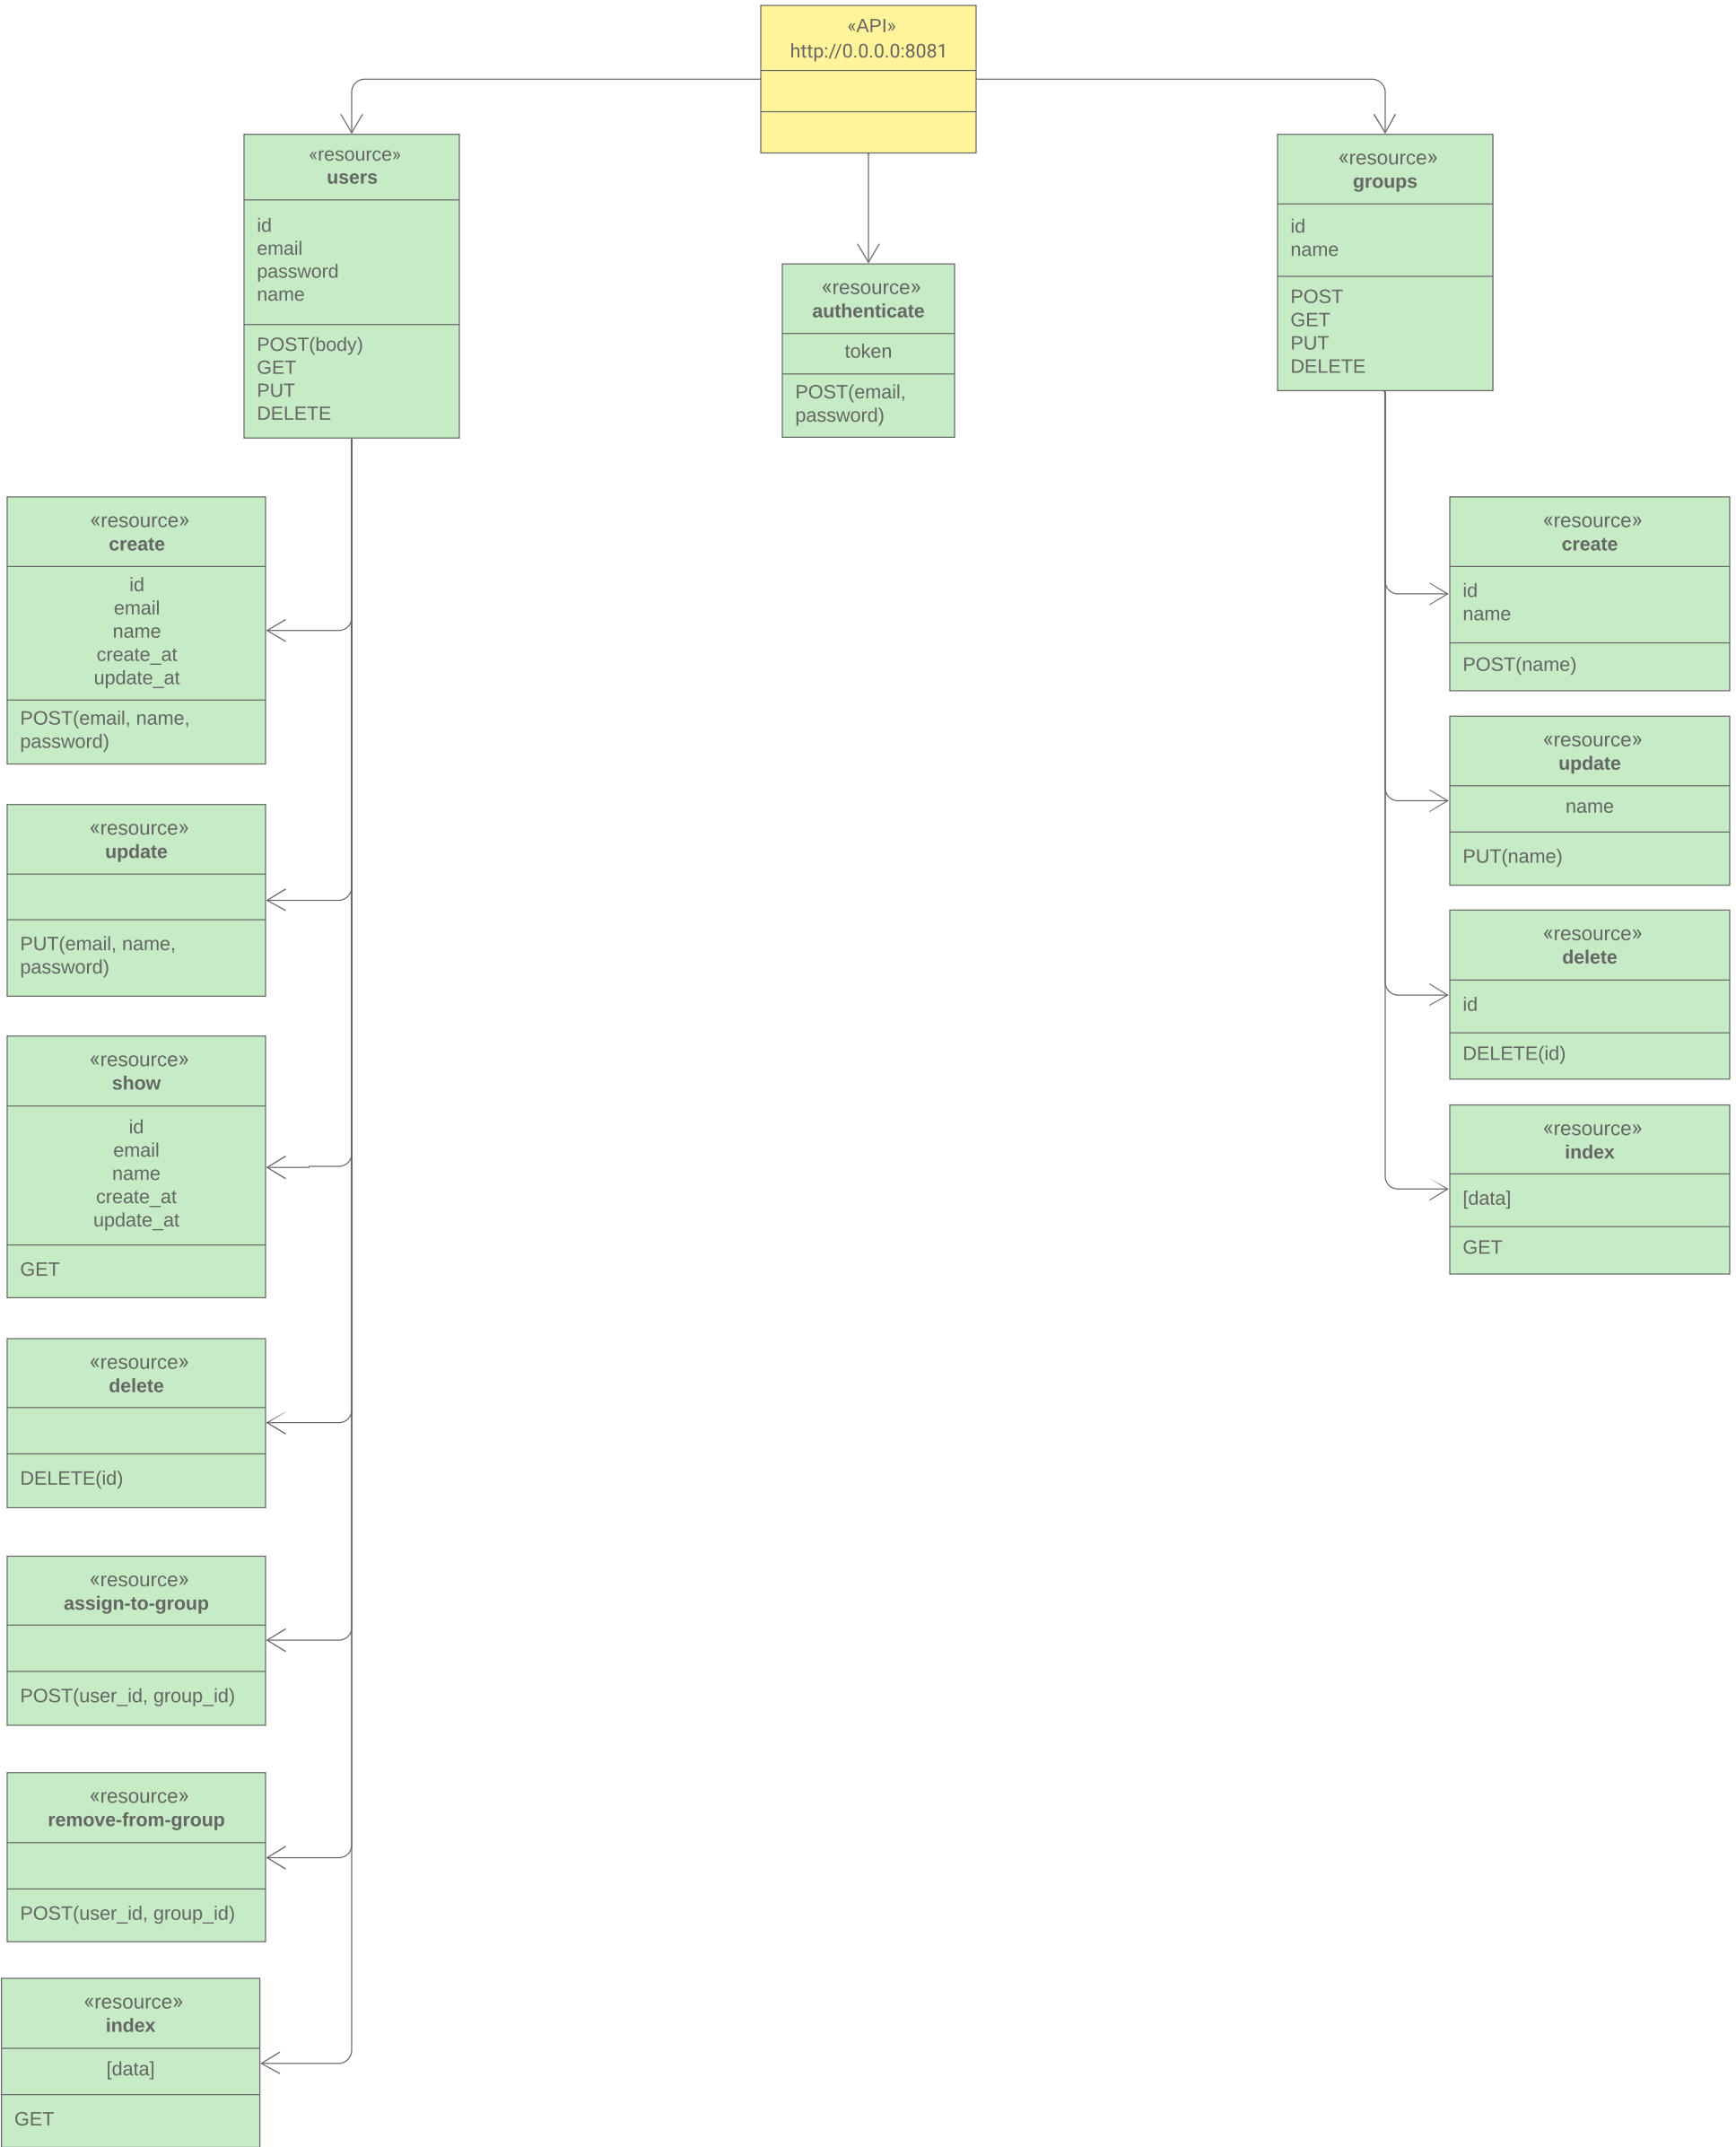 «API»
http://0.0.0.0:8081
«resource»
users
id
email
password
name
POST(body)
GET
PUT
DELETE
«resource»
authenticate
token
POST(email,
password)
«resource»
groups
id
name
POST
GET
PUT
DELETE
«resource»
create
id
email
name
create_at
update_at
POST(email, name,
password)
«resource»
update
PUT(email, name,
password)
«resource»
show
id
email
name
create_at
update_at
GET
«resource»
delete
DELETE(id)
«resource»
assign-to-group
POST(user_id, group_id)
«resource»
remove-from-group
POST(user_id, group_id)
«resource»
index
[data]
GET
«resource»
create
id
name
POST(name)
«resource»
update
name
PUT(name)
«resource»
delete
id
DELETE(id)
«resource»
index
[data]
GET